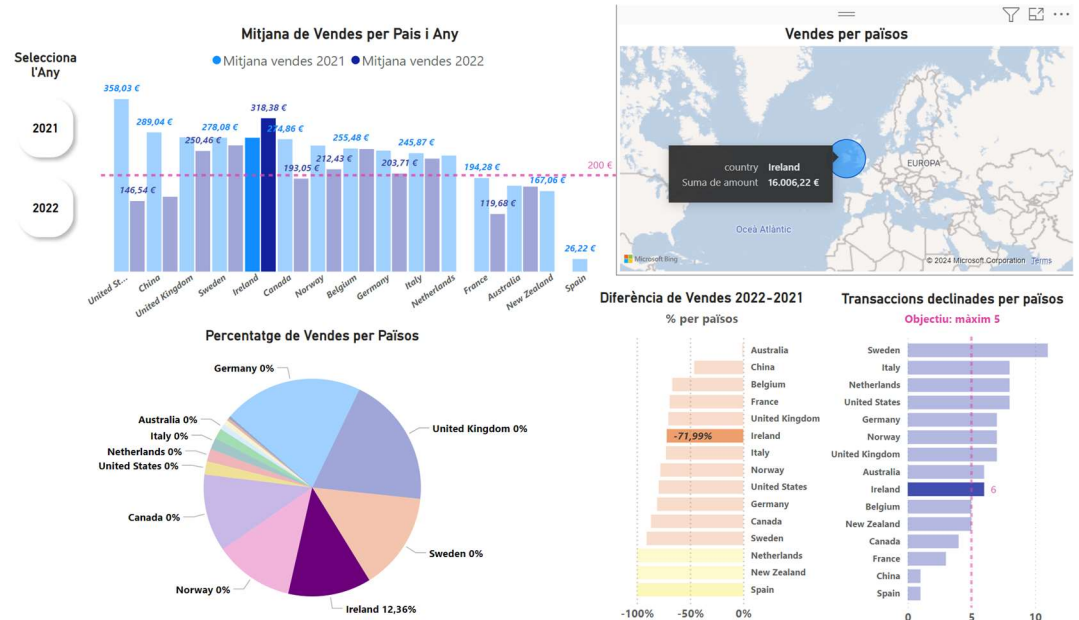 Mitjana de Vendes per Pais i Any
Mitjana vendes 2021 Mitjana vendes 2022
Selecciona
l'Any
2021
2022
358,03 €
146,54 €
289,04 €
250,46 €
278,08 €
318,38 €
274,86 €
193,05 €
212,43 €
255,48 €
203,71 €
245,87 €
194,28 €
119,68 €
167,06 €
26,22 €
200 €
United St...
China
United Kingdom
Sweden
Ireland
Canada
Norway
Belgium
Germany
Italy
Netherlands
France
Australia
New Zealand
Spain
Vendes per països
country Ireland
Suma de amount 16.006,22 €
EUROPA
Oceà Atlàntic
Microsoft Bing
© 2024 Microsoft Corporation Terms
Percentatge de Vendes per Països
Germany 0%
United Kingdom 0%
Sweden 0%
Ireland 12,36%
Norway 0%
Canada 0%
United States 0%
Netherlands 0%
Italy 0%
Australia 0%
Diferència de Vendes 2022-2021
% per països
Australia
China
Belgium
France
United Kingdom
-71,99% Ireland
Italy
Norway
United States
Germany
Canada
Sweden
Netherlands
New Zealand
Spain
-100% -50% 0%
Transaccions declinades per països
Objectiu: màxim 5
Sweden
Italy
Netherlands
United States
Germany
Norway
United Kingdom
Australia
Ireland 6
Belgium
New Zealand
Canada
France
China
Spain
0 5 10